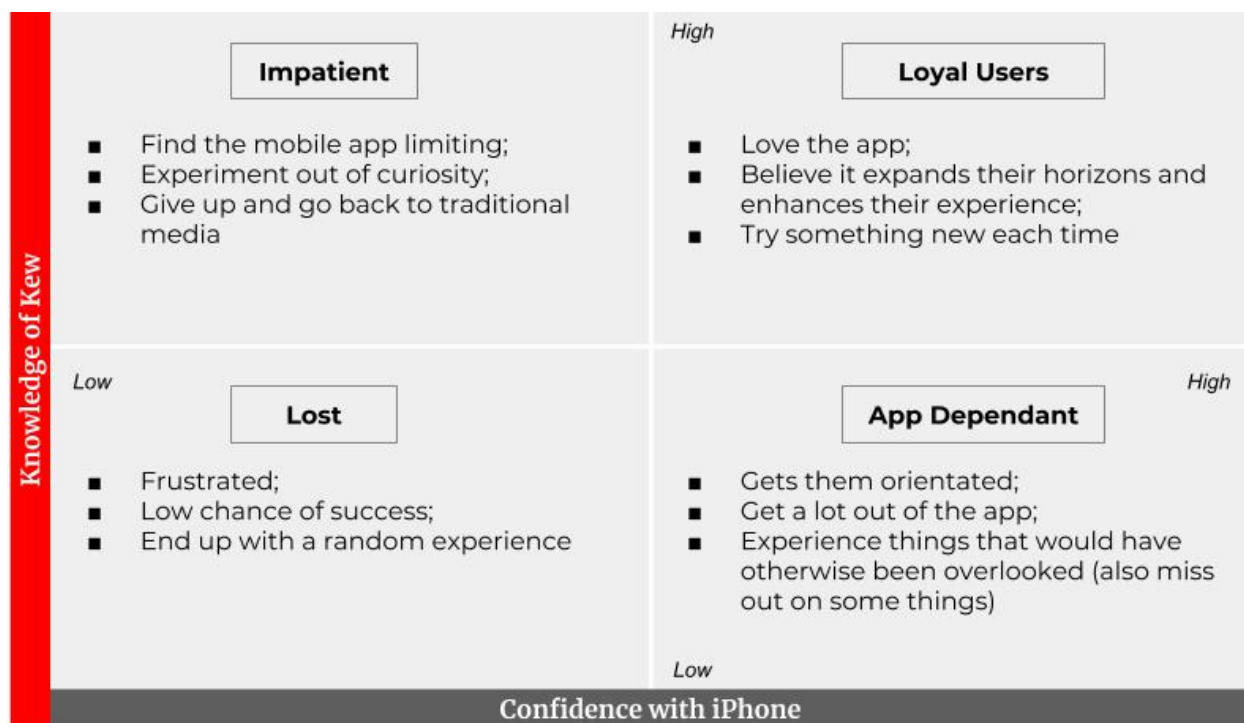 Impatient
■ Find the mobile app limiting;
■ Experiment out of curiosity;
■ Give up and go back to traditional
media
High
Loyal Users
■ Love the app;
■ Believe it expands their horizons and
enhances their experience;
■ Try something new each time
Low
Lost
■ Frustrated;
■ Low chance of success;
■ End up with a random experience
High
App Dependant
■ Gets them orientated;
■ Get a lot out of the app;
■ Experience things that would have
otherwise been overlooked (also miss
out on some things)
Low
Knowledge of Kew
Confidence with iPhone